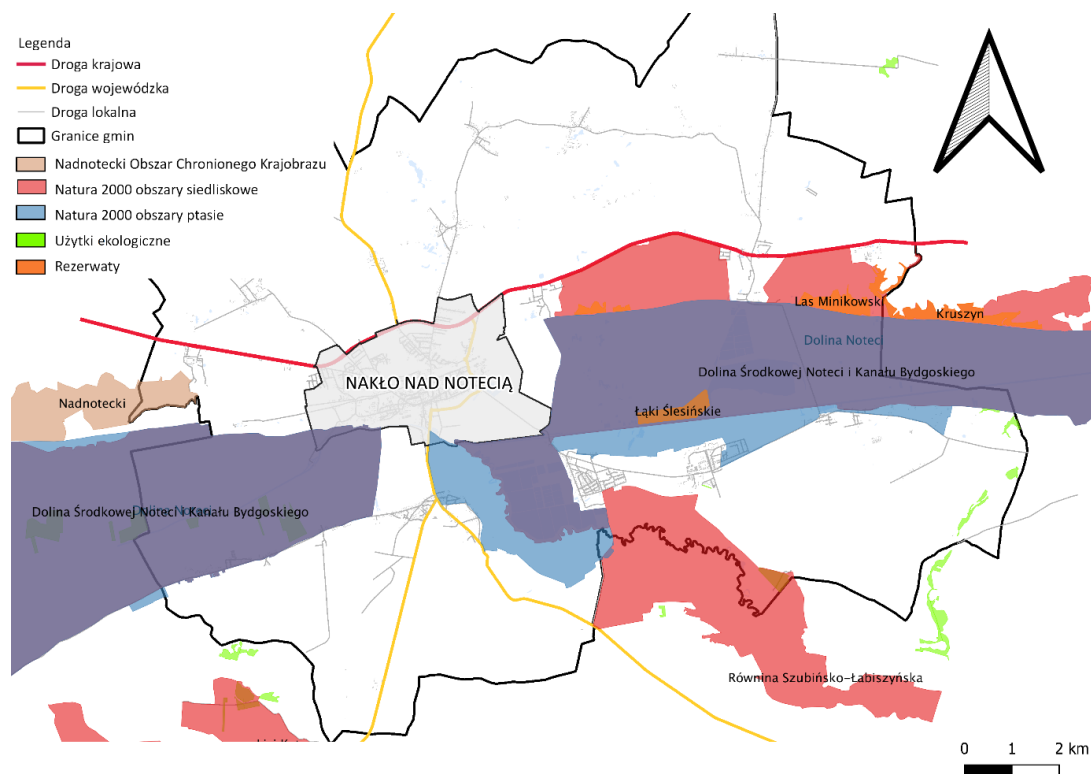 Legenda
Droga krajowa
Droga wojewódzka
Droga lokalna
Granice gmin
Nadnotecki Obszar Chronionego Krajobrazu
Natura 2000 obszary siedliskowe
Natura 2000 obszary ptasie
Użytki ekologiczne
Rezerwaty
Las Minikowski
Kruszyn
Dolina Noteci
Dolina Środkowej Noteci i Kanału Bydgoskiego
NAKŁO NAD NOTECIĄ
Nadnotecki
Łąki Ślesińskie
Dolina Środkowej Noteci i Kanału Bydgoskiego
Dolina Noteci
Równina Szubińsko-Łabiszyńska
0 1 2 km